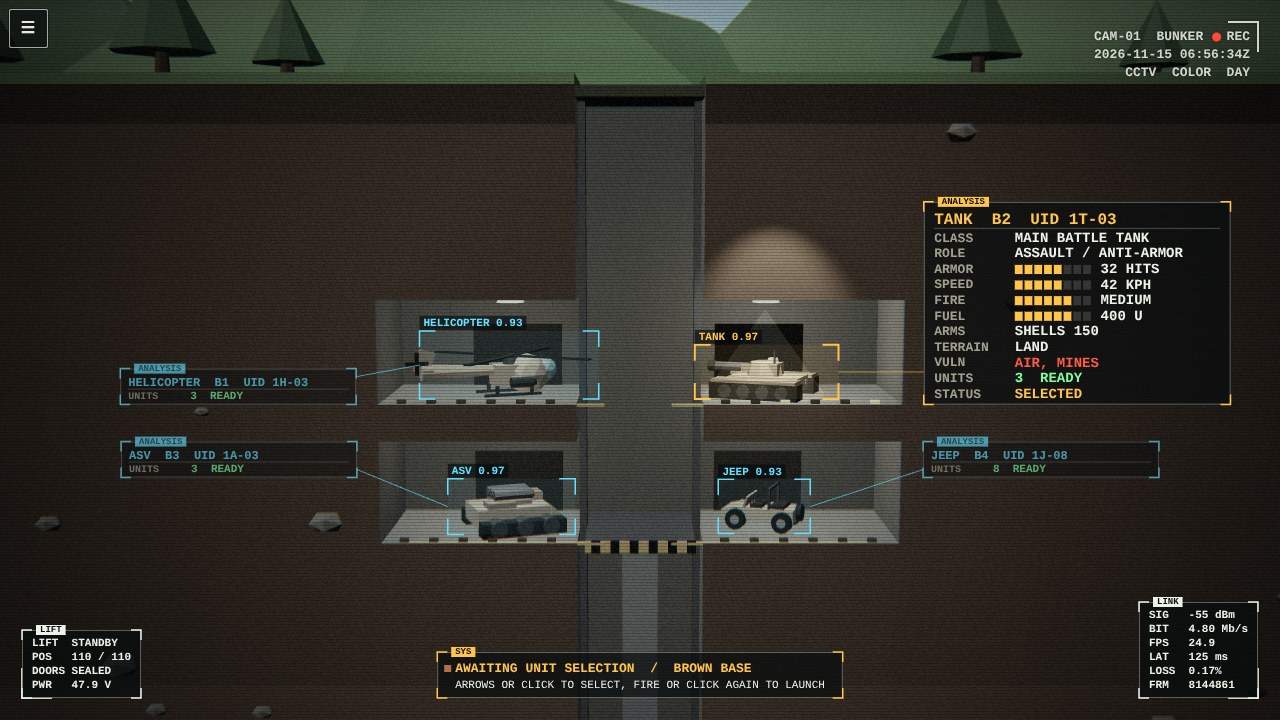 ☰
CAM-01 BUNKER ● REC
2026-11-15 06:56:34Z
CCTV COLOR DAY
ANALYSIS
TANK B2 UID 1T-03
CLASS MAIN BATTLE TANK
ROLE ASSAULT / ANTI-ARMOR
ARMOR 32 HITS
SPEED 42 KPH
FIRE MEDIUM
FUEL 400 U
ARMS SHELLS 150
TERRAIN LAND
VULN AIR, MINES
UNITS 3 READY
STATUS SELECTED
HELICOPTER 0.93
TANK 0.97
ANALYSIS
HELICOPTER B1 UID 1H-03
UNITS 3 READY
ANALYSIS
ASV B3 UID 1A-03
UNITS 3 READY
ASV 0.97
JEEP 0.93
ANALYSIS
JEEP B4 UID 1J-08
UNITS 8 READY
LIFT
LIFT STANDBY
POS 110 / 110
DOORS SEALED
PWR 47.9 V
SYS
AWAITING UNIT SELECTION / BROWN BASE
ARROWS OR CLICK TO SELECT, FIRE OR CLICK AGAIN TO LAUNCH
LINK
SIG -55 dBm
BIT 4.80 Mb/s
FPS 24.9
LAT 125 ms
LOSS 0.17%
FRM 8144861